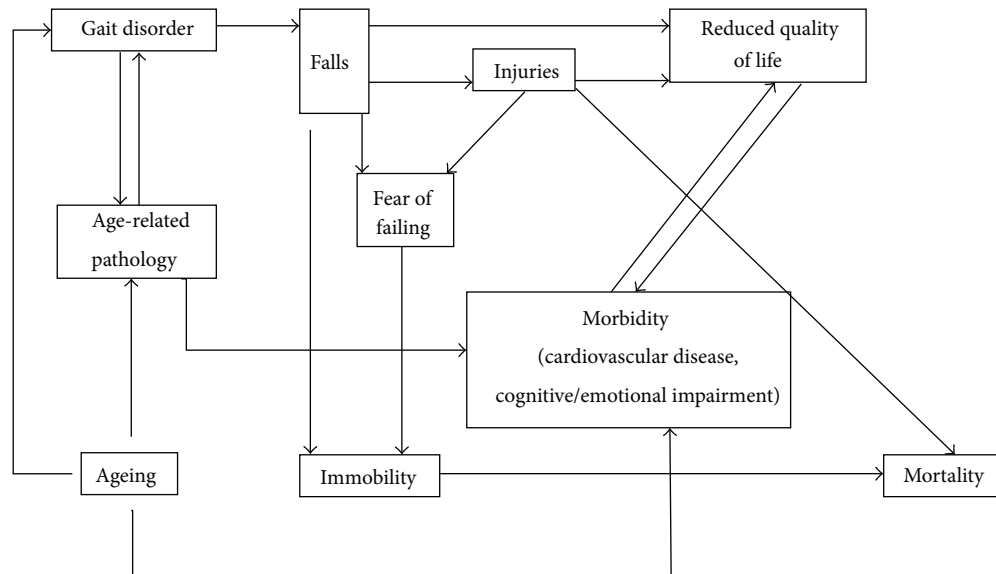 Gait disorder
Falls
Injuries
Reduced quality
of life
Fear of
failing
Age-related
pathology
Morbidity
(cardiovascular disease,
cognitive/emotional impairment)
Ageing
Immobility
Mortality